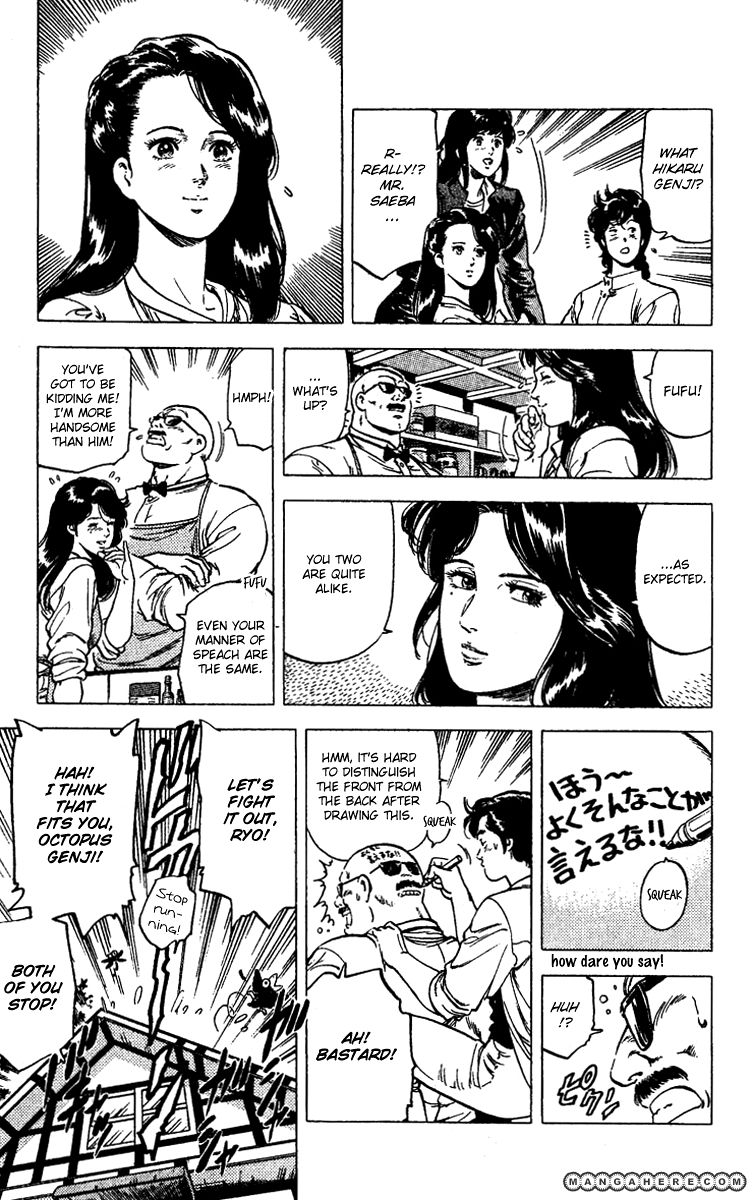 WHAT
HIKARU
GENJI?
R-
REALLY!?
MR.
SAEBA
...
FUFU!
...
WHAT'S
UP?
HMPH!
YOU'VE
GOT TO BE
KIDDING ME!
I'M MORE
HANDSOME
THAN HIM!
FUFU
EVEN YOUR
MANNER OF
SPEACH ARE
THE SAME.
...AS
EXPECTED.
YOU TWO
ARE QUITE
ALIKE.
ほう～
よくそんなことが
言えるな!!
SQUEAK
how dare you say!
HUH
!?
ピクン
HMM, IT'S HARD
TO DISTINGUISH
THE FRONT FROM
THE BACK AFTER
DRAWING THIS.
SQUEAK
AH!
BASTARD!
LET'S
FIGHT
IT OUT,
RYO!
HAH!
I THINK
THAT
FITS YOU,
OCTOPUS
GENJI!
Stop
run-
ning!
BOTH
OF YOU
STOP!
MANGAHERE.COM